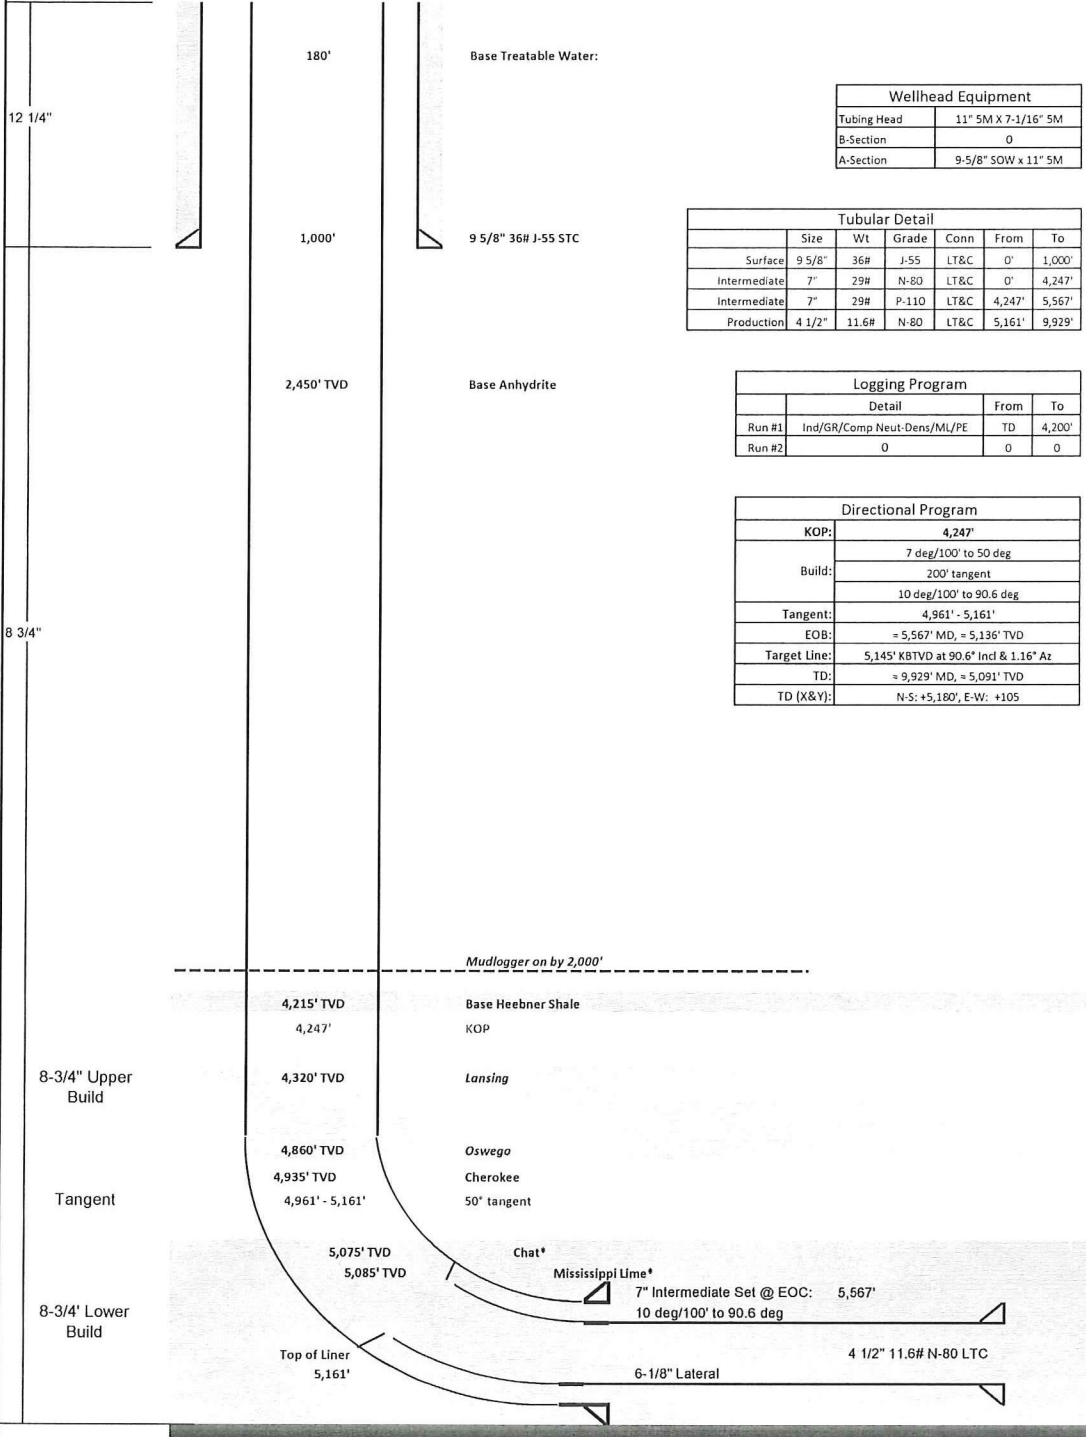 180'
Base Treatable Water:
12 1/4"
Wellhead Equipment
Tubing Head 11" 5M X 7-1/16" 5M
B-Section 0
A-Section 9-5/8" SOW x 11" 5M
1,000'
9 5/8" 36# J-55 STC
Tubular Detail
Size Wt Grade Conn From To
Surface 9 5/8" 36# J-55 LT&C 0' 1,000'
Intermediate 7" 29# N-80 LT&C 0' 4,247'
Intermediate 7" 29# P-110 LT&C 4,247' 5,567'
Production 4 1/2" 11.6# N-80 LT&C 5,161' 9,929'
2,450' TVD
Base Anhydrite
Logging Program
Detail From To
Run #1 Ind/GR/Comp Neut-Dens/ML/PE TD 4,200'
Run #2 0 0 0
Directional Program
KOP: 4,247'
Build: 7 deg/100' to 50 deg
200' tangent
10 deg/100' to 90.6 deg
Tangent: 4,961' - 5,161'
EOB: ≈ 5,567' MD, ≈ 5,136' TVD
Target Line: 5,145' KBTVD at 90.6° Incl & 1.16° Az
TD: ≈ 9,929' MD, ≈ 5,091' TVD
TD (X&Y): N-S: +5,180', E-W: +105
8 3/4"
Mudlogger on by 2,000'
4,215' TVD
Base Heebner Shale
4,247'
KOP
8-3/4" Upper
Build
4,320' TVD
Lansing
4,860' TVD
Oswego
4,935' TVD
Cherokee
Tangent
4,961' - 5,161'
50° tangent
5,075' TVD
Chat*
5,085' TVD
Mississippi Lime*
7" Intermediate Set @ EOC: 5,567'
10 deg/100' to 90.6 deg
8-3/4' Lower
Build
Top of Liner
5,161'
4 1/2" 11.6# N-80 LTC
6-1/8" Lateral